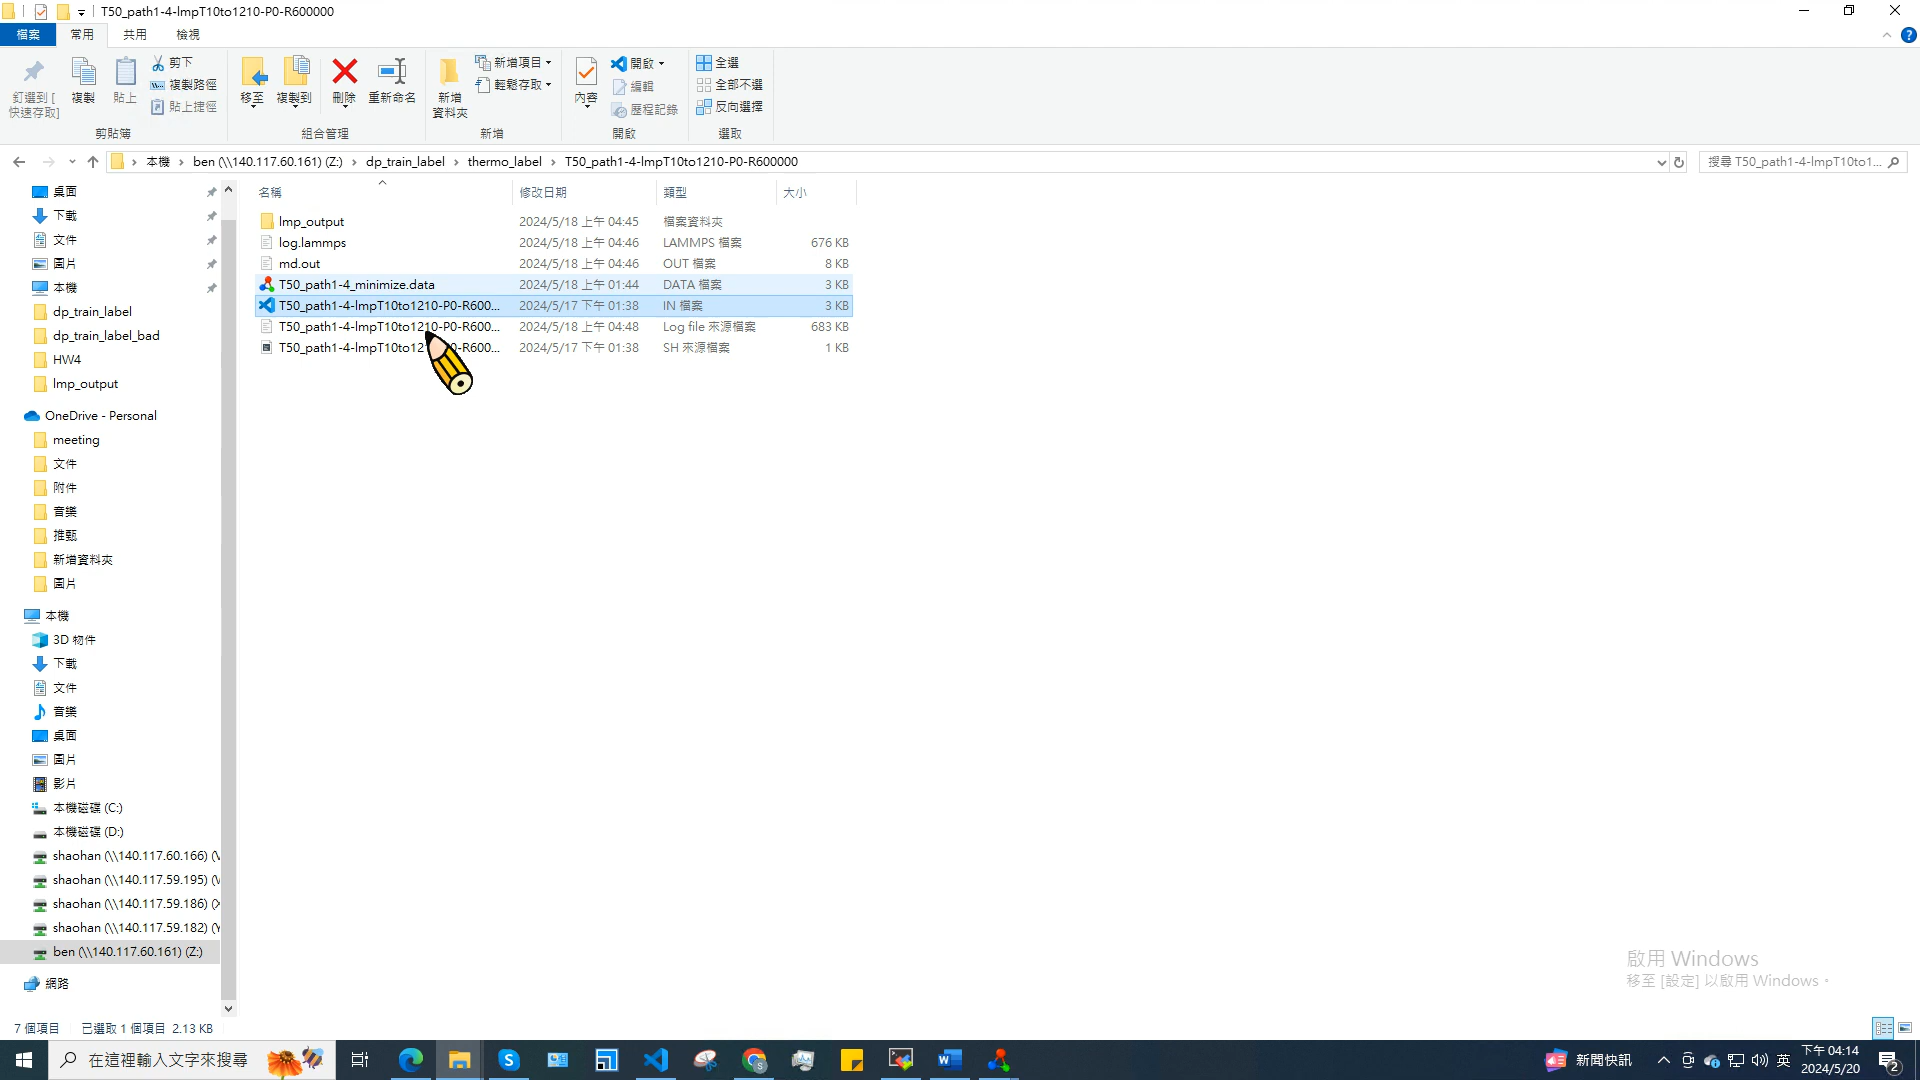 T50_path1-4-lmpT10to1210-P0-R600000
檔案 常用 共用 檢視
釘選到 [快速存取] 複製 貼上 剪下 複製路徑 貼上捷徑
移至 複製到 刪除 重新命名
新增資料夾 新增項目 輕鬆存取
內容 開啟 編輯 歷程記錄
全選 全部不選 反向選擇
剪貼簿 組合管理 新增 開啟 選取
本機 ben (\\140.117.60.161) (Z:) dp_train_label thermo_label T50_path1-4-lmpT10to1210-P0-R600000
搜尋 T50_path1-4-lmpT10to1...
桌面
下載
文件
圖片
本機
dp_train_label
dp_train_label_bad
HW4
lmp_output
OneDrive - Personal
meeting
文件
附件
音樂
推甄
新增資料夾
圖片
本機
3D 物件
下載
文件
音樂
桌面
圖片
影片
本機磁碟 (C:)
本機磁碟 (D:)
shaohan (\\140.117.60.166) (
shaohan (\\140.117.59.195) (
shaohan (\\140.117.59.186) (
shaohan (\\140.117.59.182) (
ben (\\140.117.60.161) (Z:)
網路
名稱 修改日期 類型 大小
lmp_output 2024/5/18 上午 04:45 檔案資料夾
log.lammps 2024/5/18 上午 04:46 LAMMPS 檔案 676 KB
md.out 2024/5/18 上午 04:46 OUT 檔案 8 KB
T50_path1-4_minimize.data 2024/5/18 上午 01:44 DATA 檔案 3 KB
T50_path1-4-lmpT10to1210-P0-R600... 2024/5/17 下午 01:38 IN 檔案 3 KB
T50_path1-4-lmpT10to1210-P0-R600... 2024/5/18 上午 04:48 Log file 來源檔案 683 KB
T50_path1-4-lmpT10to12 0-R600... 2024/5/17 下午 01:38 SH 來源檔案 1 KB
啟用 Windows
移至 [設定] 以啟用 Windows。
7 個項目 已選取 1 個項目 2.13 KB
在這裡輸入文字來搜尋
新聞快訊
英
下午 04:14
2024/5/20
2